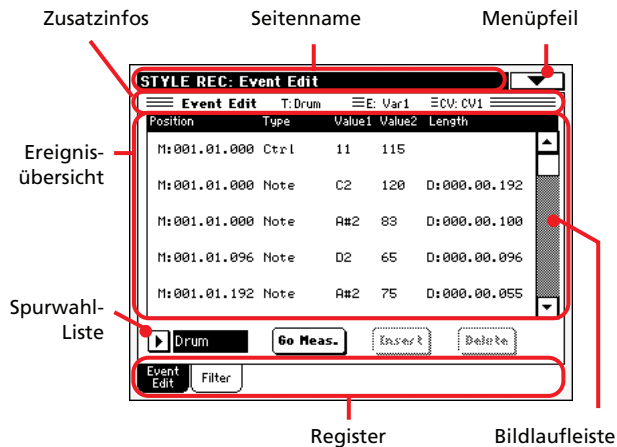 Zusatzinfos Seitenname Menüpfeil
STYLE REC: Event Edit
Event Edit T:Drum E: Var1 CV: CV1
Position Type Value1 Value2 Length
M:001.01.000 Ctrl 11 115
M:001.01.000 Note C2 120 D:000.00.192
M:001.01.000 Note A#2 83 D:000.00.100
M:001.01.096 Note D2 65 D:000.00.096
M:001.01.192 Note A#2 75 D:000.00.055
Ereignis-
übersicht
Spurwahl-
Liste
Drum Go Meas. Insert Delete
Event
Edit
Filter
Register Bildlaufleiste